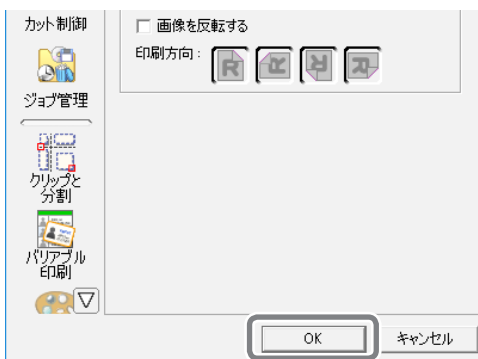 カット制御
画像を反転する
印刷方向：
ジョブ管理
クリップと
分割
バリアブル
印刷
OK
キャンセル